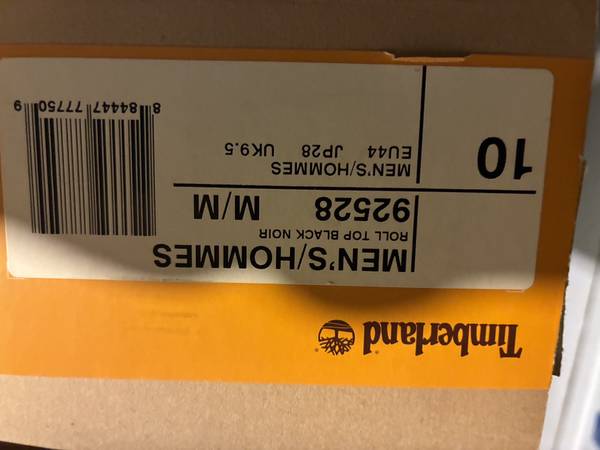 Timberland
MEN'S/HOMMES
ROLL TOP BLACK NOIR
92528 M/M
10
MEN'S/HOMMES
EU44 JP28 UK9.5
8 84447 77750 9